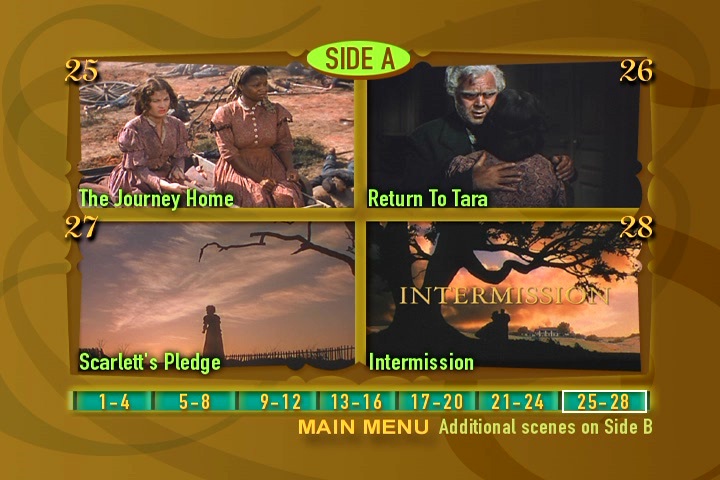 SIDE A
25
26
The Journey Home
Return To Tara
27
28
INTERMISSION
Scarlett's Pledge
Intermission
1-4 5-8 9-12 13-16 17-20 21-24 25-28
MAIN MENU Additional scenes on Side B